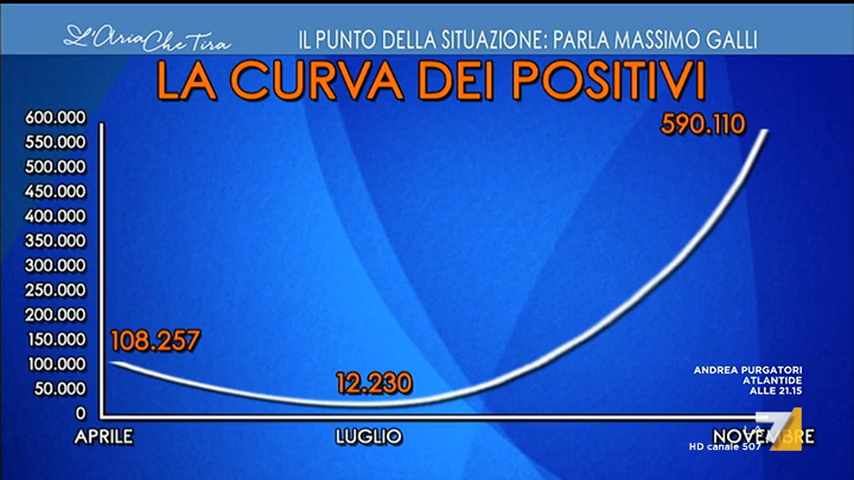 L'Aria Che Tira
IL PUNTO DELLA SITUAZIONE: PARLA MASSIMO GALLI
LA CURVA DEI POSITIVI
600.000
550.000
500.000
450.000
400.000
350.000
300.000
250.000
200.000
150.000
100.000
50.000
0
590.110
108.257
12.230
APRILE
LUGLIO
NOVEMBRE
ANDREA PURGATORI
ATLANTIDE
ALLE 21.15
LA 7
HD canale 507